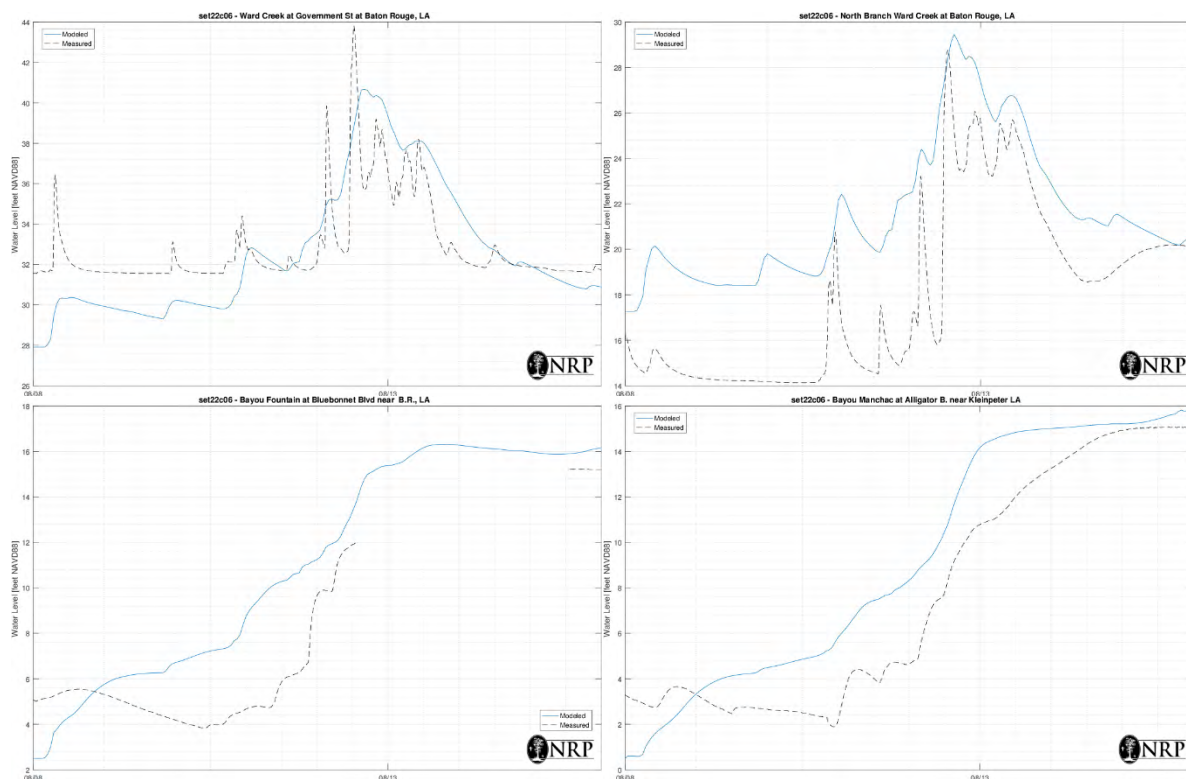 set22c06 - Ward Creek at Government St at Baton Rouge, LA
44
42
40
38
36
34
32
30
28
26
Water Level [feet NAVD88]
Modeled
Measured
NRP
08/08
08/13
set22c06 - North Branch Ward Creek at Baton Rouge, LA
30
28
26
24
22
20
18
16
14
Water Level [feet NAVD88]
Modeled
Measured
NRP
08/08
08/13
set22c06 - Bayou Fountain at Bluebonnet Blvd near B.R., LA
18
16
14
12
10
8
6
4
2
Water Level [feet NAVD88]
Modeled
Measured
NRP
08/08
08/13
set22c06 - Bayou Manchac at Alligator B. near Kleinpeter LA
16
14
12
10
8
6
4
2
0
Water Level [feet NAVD88]
Modeled
Measured
NRP
08/08
08/13